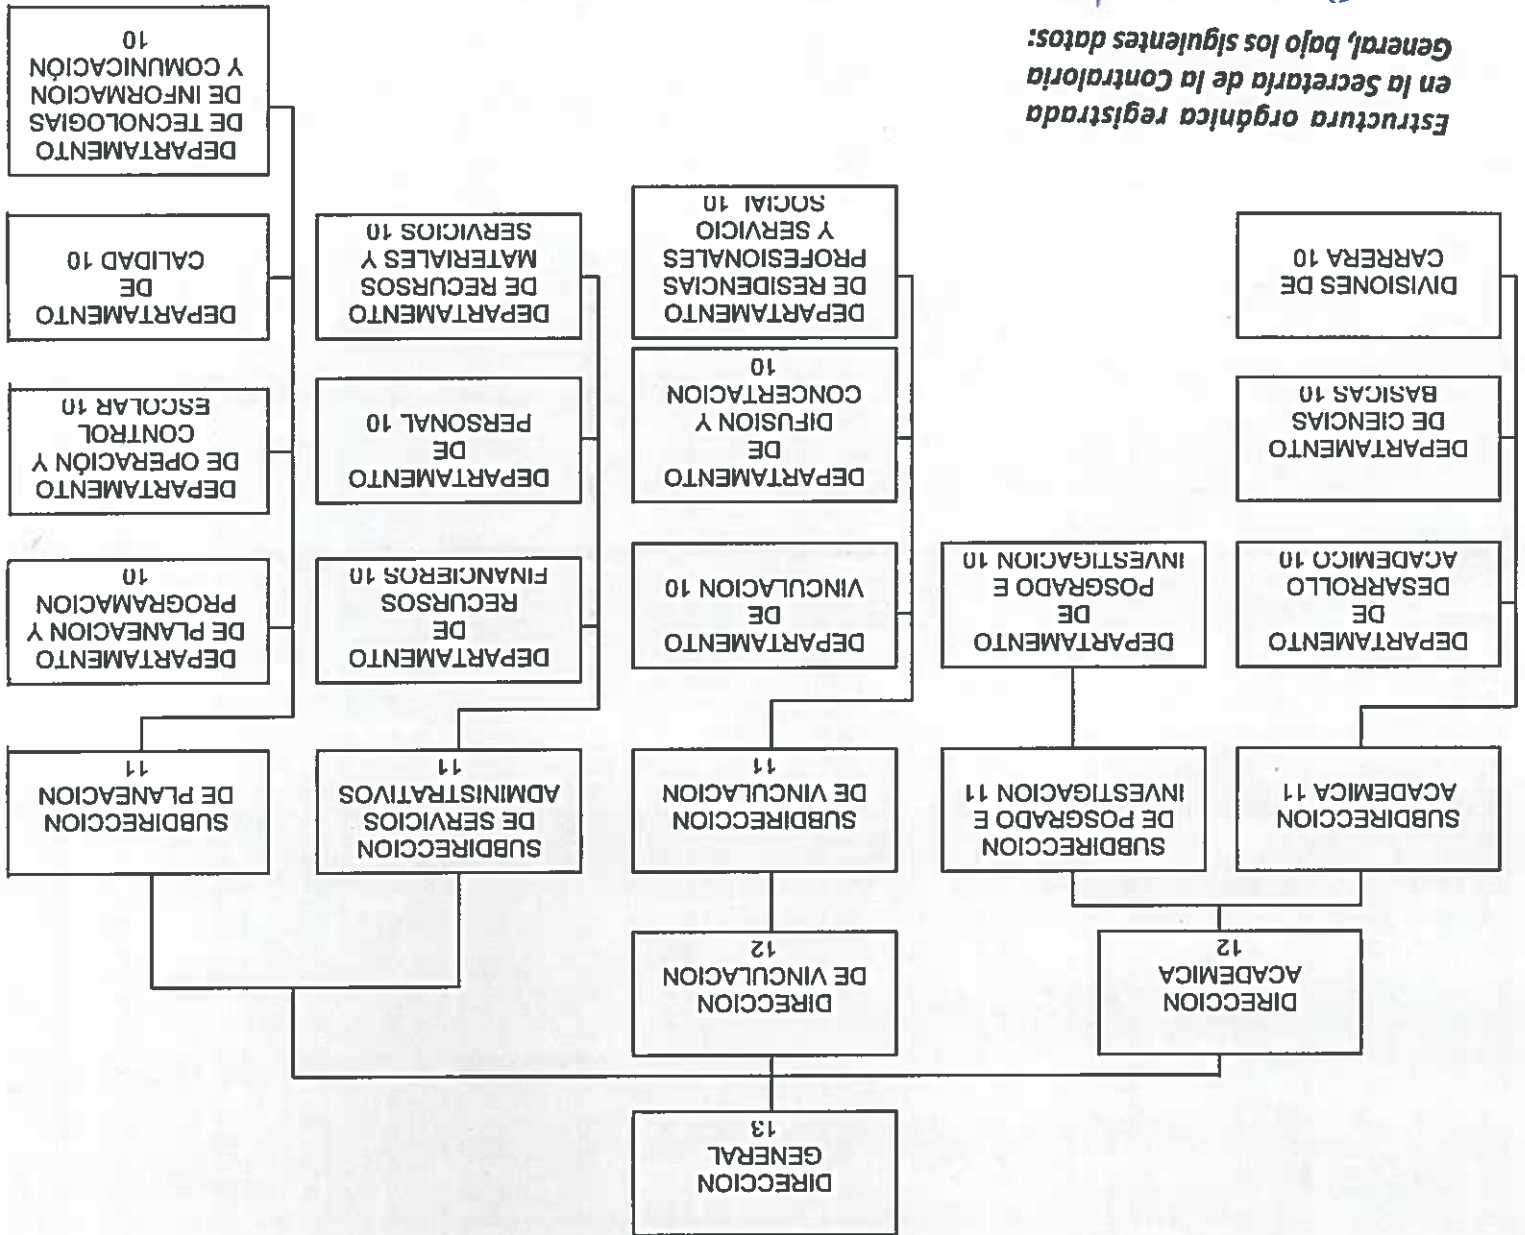 DIRECCION
GENERAL
13
DIRECCION
ACADEMICA
12
DIRECCION
DE VINCULACION
12
SUBDIRECCION
ACADEMICA 11
SUBDIRECCION
DE POSGRADO E
INVESTIGACION 11
SUBDIRECCION
DE VINCULACION
11
SUBDIRECCION
DE SERVICIOS
ADMINISTRATIVOS
11
SUBDIRECCION
DE PLANEACION
11
DEPARTAMENTO
DE
DESARROLLO
ACADEMICO 10
DEPARTAMENTO
DE
POSGRADO E
INVESTIGACION 10
DEPARTAMENTO
DE
VINCULACION 10
DEPARTAMENTO
DE
RECURSOS
FINANCIEROS 10
DEPARTAMENTO
DE PLANEACION Y
PROGRAMACION
10
DEPARTAMENTO
DE CIENCIAS
BASICAS 10
DEPARTAMENTO
DE
DIFUSION Y
CONCERTACION
10
DEPARTAMENTO
DE
PERSONAL 10
DEPARTAMENTO
DE OPERACIÓN Y
CONTROL
ESCOLAR 10
DIVISIONES DE
CARRERA 10
DEPARTAMENTO
DE RESIDENCIAS
PROFESIONALES
Y SERVICIO
SOCIAL 10
DEPARTAMENTO
DE RECURSOS
MATERIALES Y
SERVICIOS 10
DEPARTAMENTO
DE
CALIDAD 10
DEPARTAMENTO
DE TECNOLOGIAS
DE INFORMACION
Y COMUNICACIÓN
10
Estructura orgánica registrada
en la Secretaría de la Contraloría
General, bajo los siguientes datos: